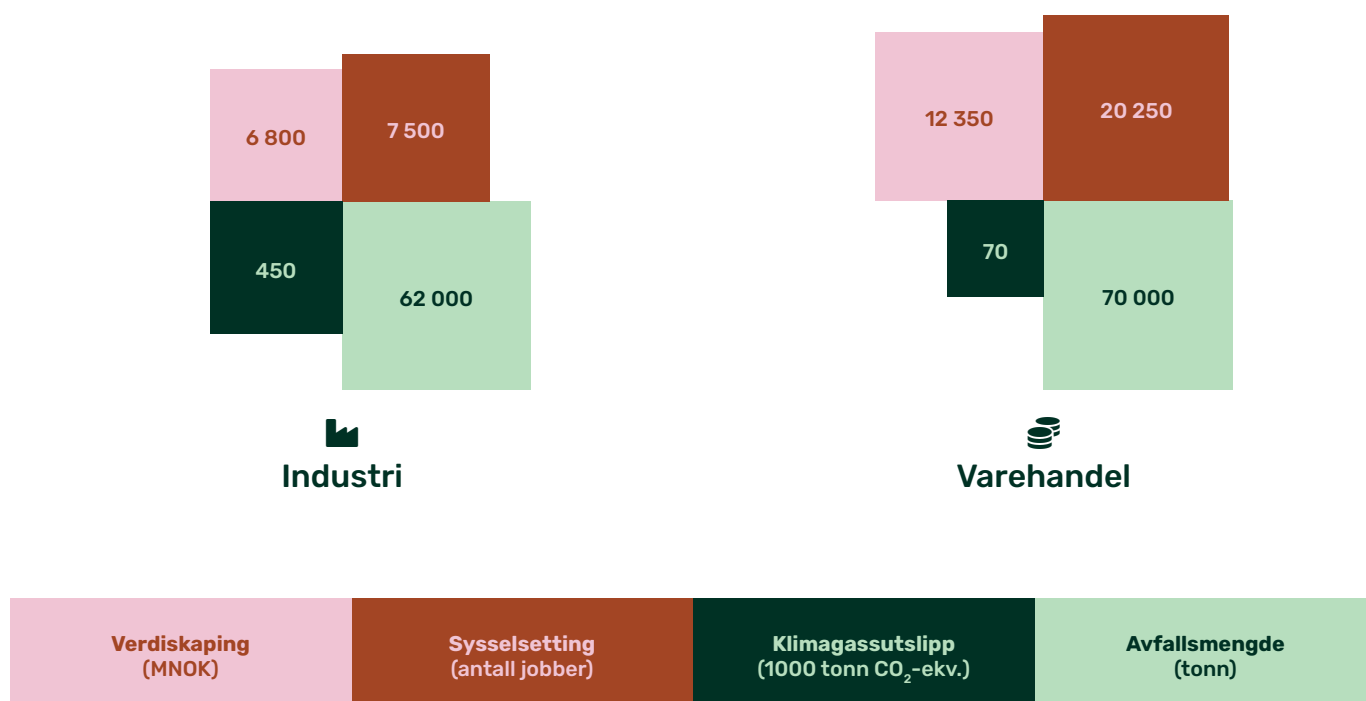 6 800
7 500
450
62 000
Industri
12 350
20 250
70
70 000
Varehandel
Verdiskaping
(MNOK)
Sysselsetting
(antall jobber)
Klimagassutslipp
(1000 tonn CO₂-ekv.)
Avfallsmengde
(tonn)